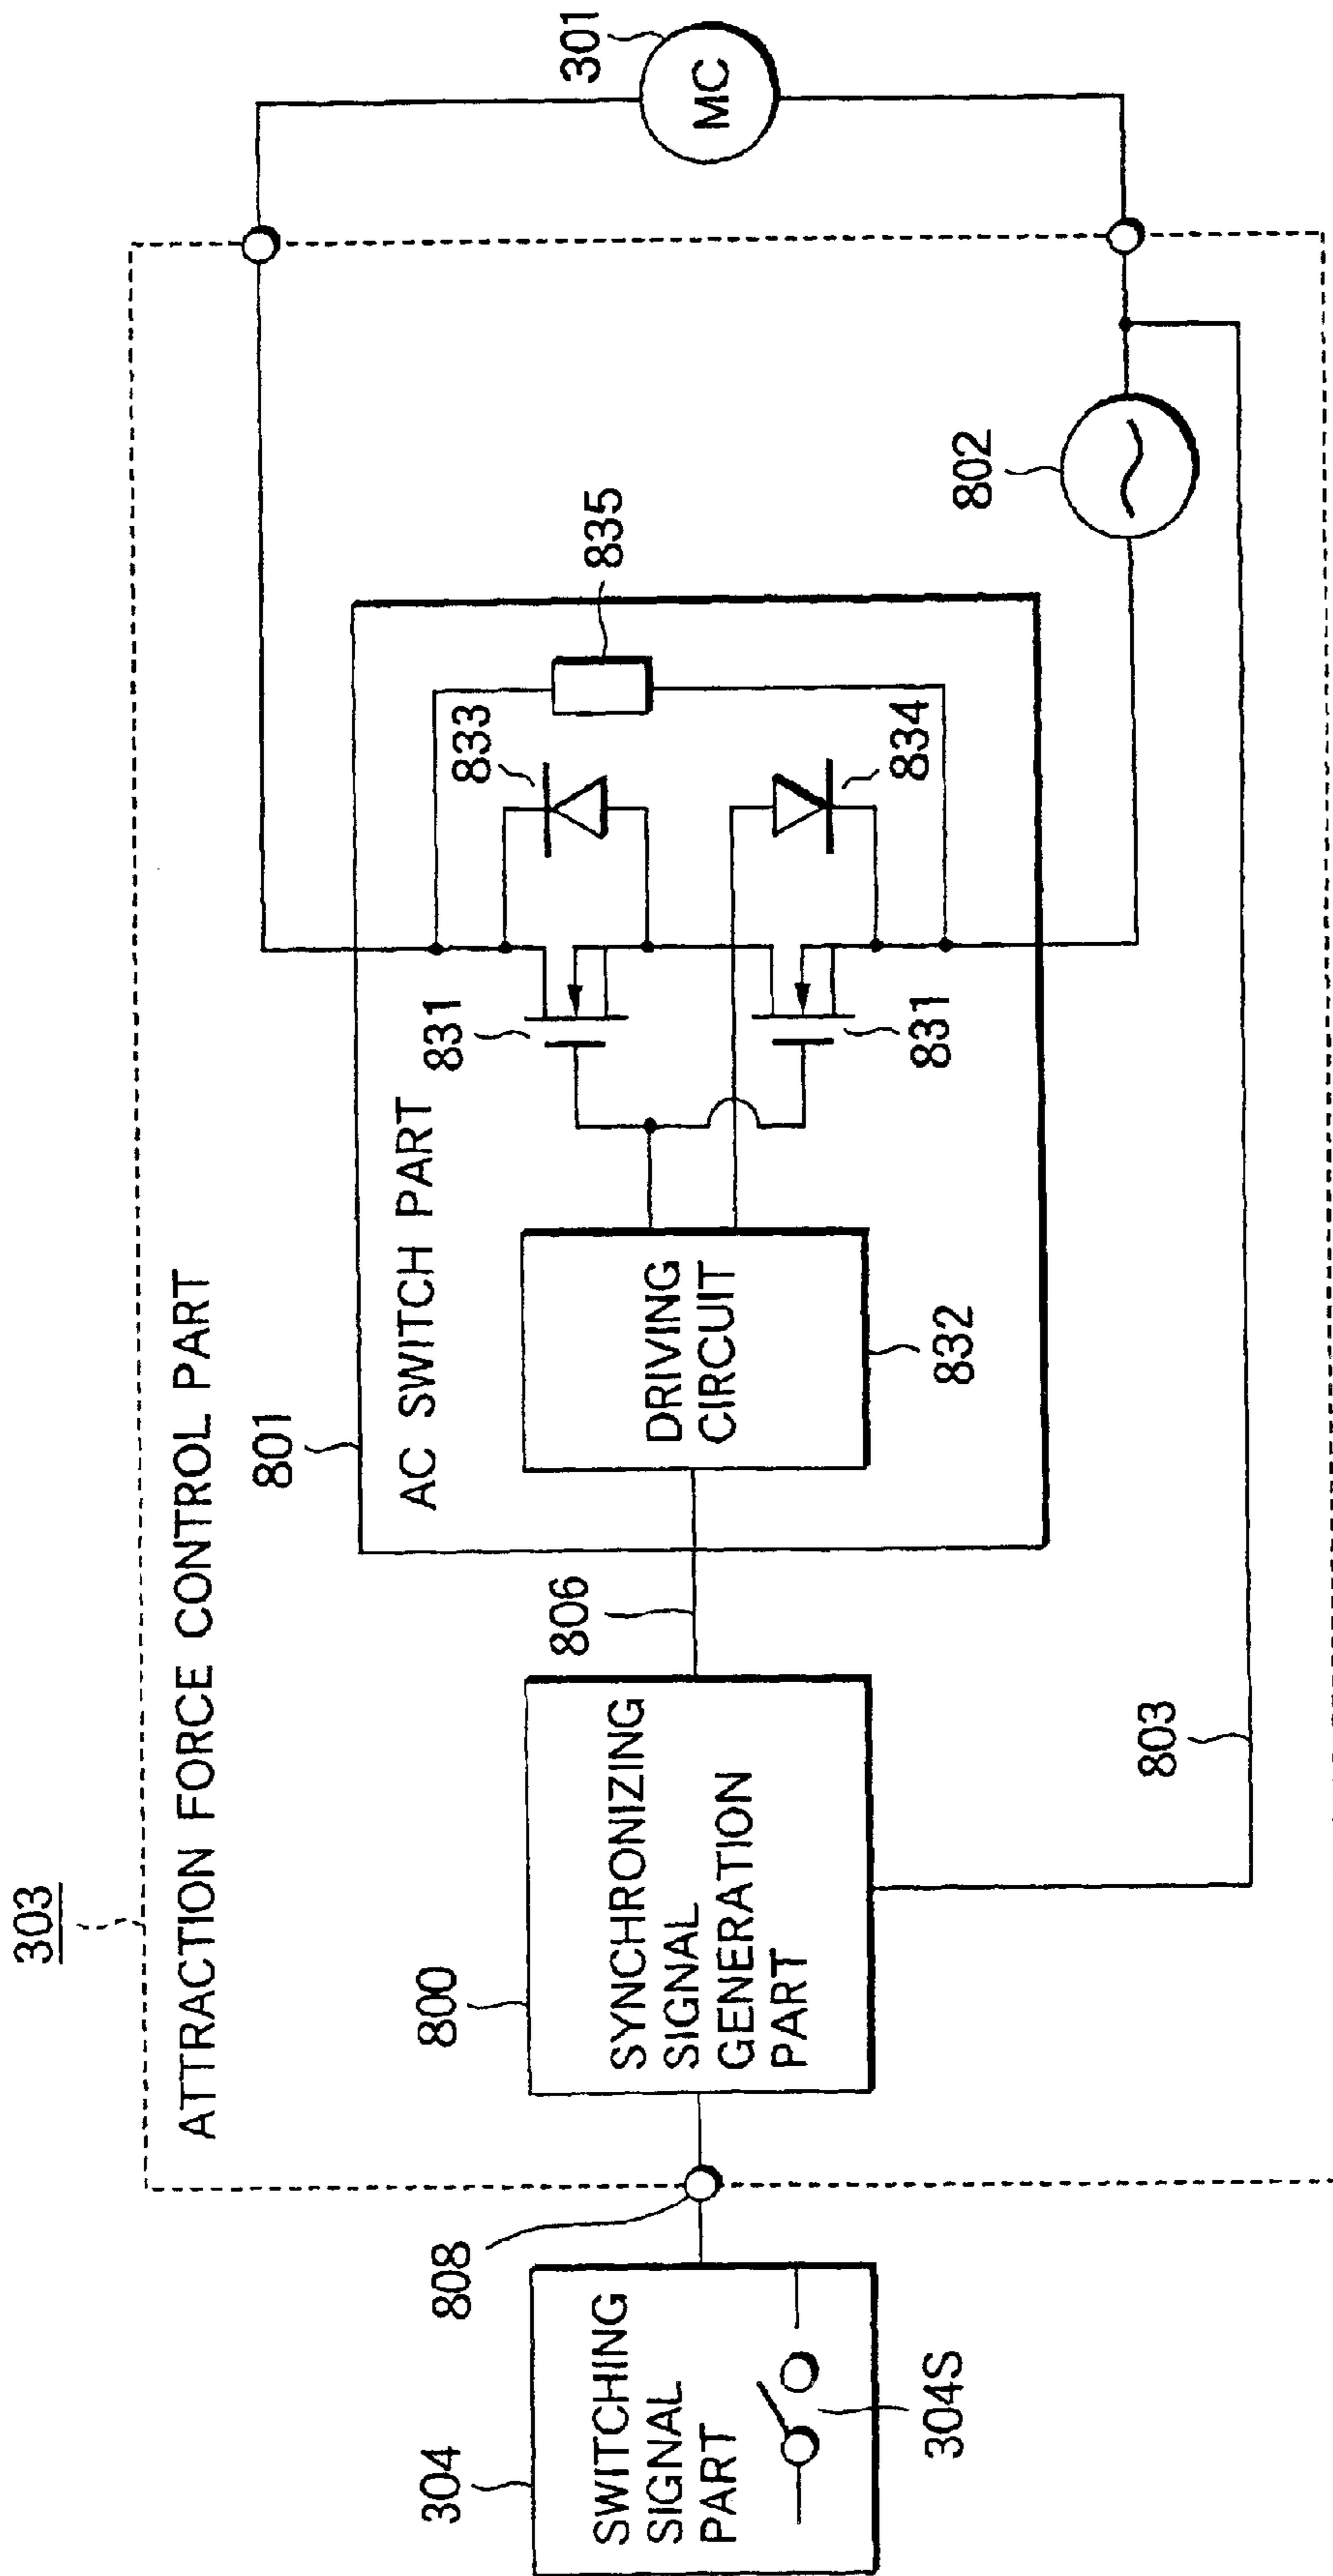 303
ATTRACTION FORCE CONTROL PART
301
MC
801
AC SWITCH PART
831
833
835
831
834
802
DRIVING
CIRCUIT
832
806
800
SYNCHRONIZING
SIGNAL
GENERATION
PART
803
808
304
SWITCHING
SIGNAL
PART
304S